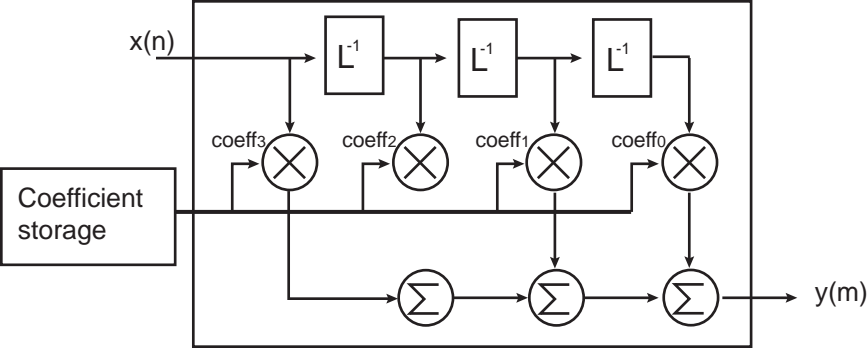 x(n)
L-1
L-1
L-1
coeff3
coeff2
coeff1
coeff0
Coefficient
storage
Σ
Σ
Σ
y(m)